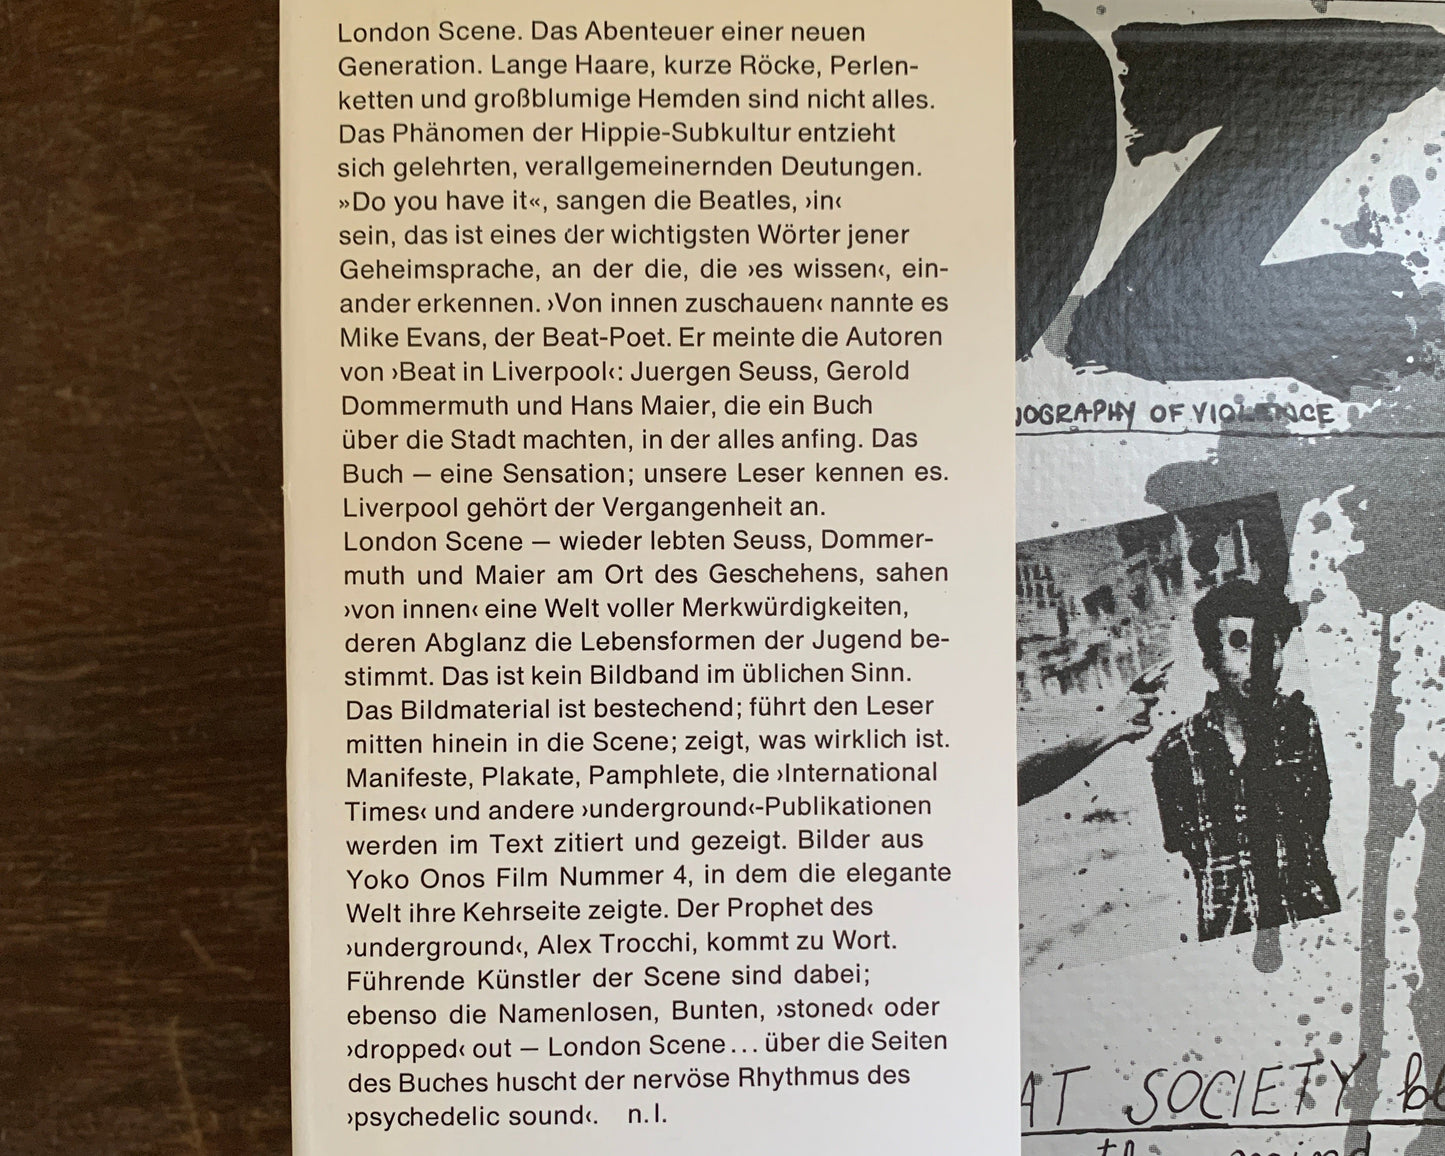 London Scene. Das Abenteuer einer neuen
Generation. Lange Haare, kurze Röcke, Perlen-
ketten und großblumige Hemden sind nicht alles.
Das Phänomen der Hippie-Subkultur entzieht
sich gelehrten, verallgemeinernden Deutungen.
»Do you have it«, sangen die Beatles, ›in‹
sein, das ist eines der wichtigsten Wörter jener
Geheimsprache, an der die, die ›es wissen‹, ein-
ander erkennen. ›Von innen zuschauen‹ nannte es
Mike Evans, der Beat-Poet. Er meinte die Autoren
von ›Beat in Liverpool‹: Juergen Seuss, Gerold
Dommermuth und Hans Maier, die ein Buch
über die Stadt machten, in der alles anfing. Das
Buch — eine Sensation; unsere Leser kennen es.
Liverpool gehört der Vergangenheit an.
London Scene — wieder lebten Seuss, Dommer-
muth und Maier am Ort des Geschehens, sahen
›von innen‹ eine Welt voller Merkwürdigkeiten,
deren Abglanz die Lebensformen der Jugend be-
stimmt. Das ist kein Bildband im üblichen Sinn.
Das Bildmaterial ist bestechend; führt den Leser
mitten hinein in die Scene; zeigt, was wirklich ist.
Manifeste, Plakate, Pamphlete, die ›International
Times‹ und andere ›underground‹-Publikationen
werden im Text zitiert und gezeigt. Bilder aus
Yoko Onos Film Nummer 4, in dem die elegante
Welt ihre Kehrseite zeigte. Der Prophet des
›underground‹, Alex Trocchi, kommt zu Wort.
Führende Künstler der Scene sind dabei;
ebenso die Namenlosen, Bunten, ›stoned‹ oder
›dropped‹ out — London Scene... über die Seiten
des Buches huscht der nervöse Rhythmus des
›psychedelic sound‹. n.l.
OZ
OGRAPHY OF VIOLENCE
AT SOCIETY
mind